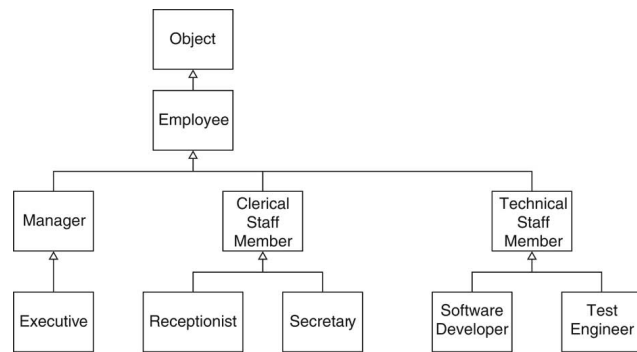 Object
Employee
Manager
Clerical
Staff
Member
Technical
Staff
Member
Executive
Receptionist
Secretary
Software
Developer
Test
Engineer